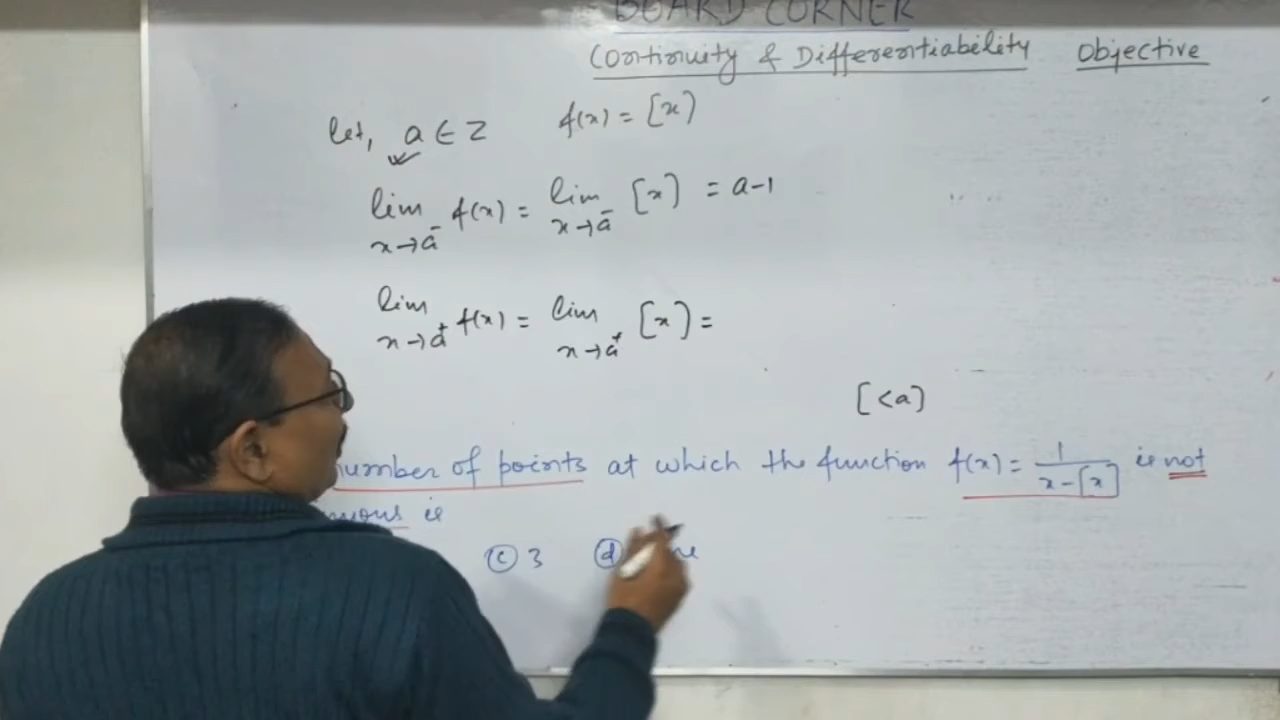 BOARD CORNER
Continuity & Differentiability Objective
let, a ∈ Z f(x) = [x]
lim x→a⁻ f(x) = lim x→a⁻ [x] = a-1
lim x→a⁺ f(x) = lim x→a⁺ [x] =
[<a]
number of points at which the function f(x) = 1/(x-[x]) is not
is
(c) 3 (d)